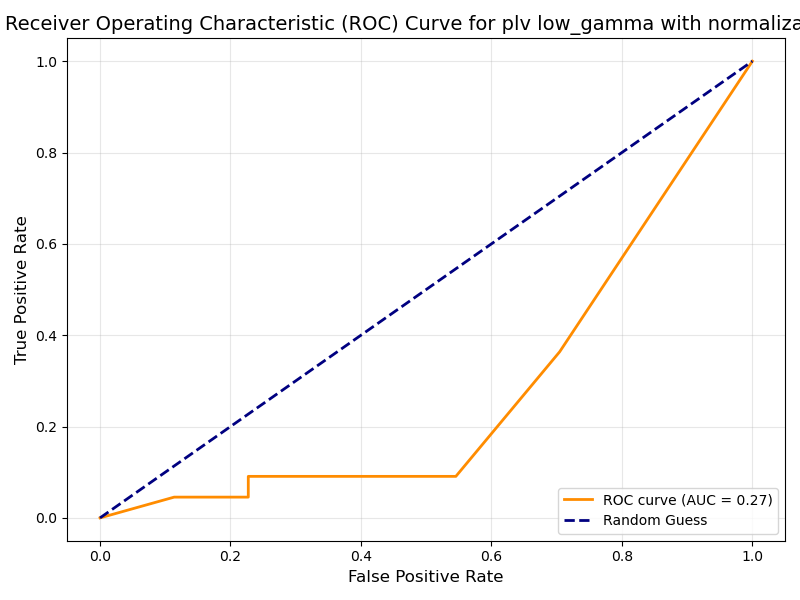 Receiver Operating Characteristic (ROC) Curve for plv low_gamma with normaliza
1.0
0.8
0.6
0.4
0.2
0.0
True Positive Rate
ROC curve (AUC = 0.27)
Random Guess
0.0 0.2 0.4 0.6 0.8 1.0
False Positive Rate